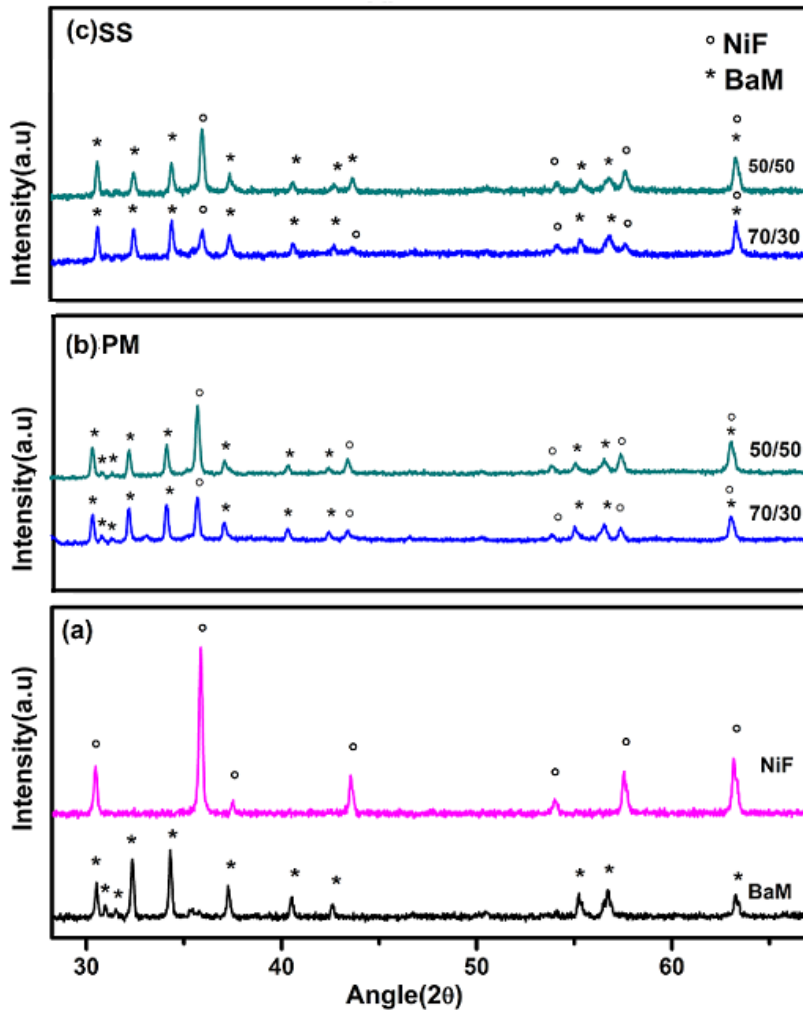 (c) SS
° NiF
* BaM
50/50
70/30
Intensity(a.u)
(b) PM
50/50
70/30
Intensity(a.u)
(a)
NiF
BaM
Intensity(a.u)
30 40 50 60
Angle(2θ)